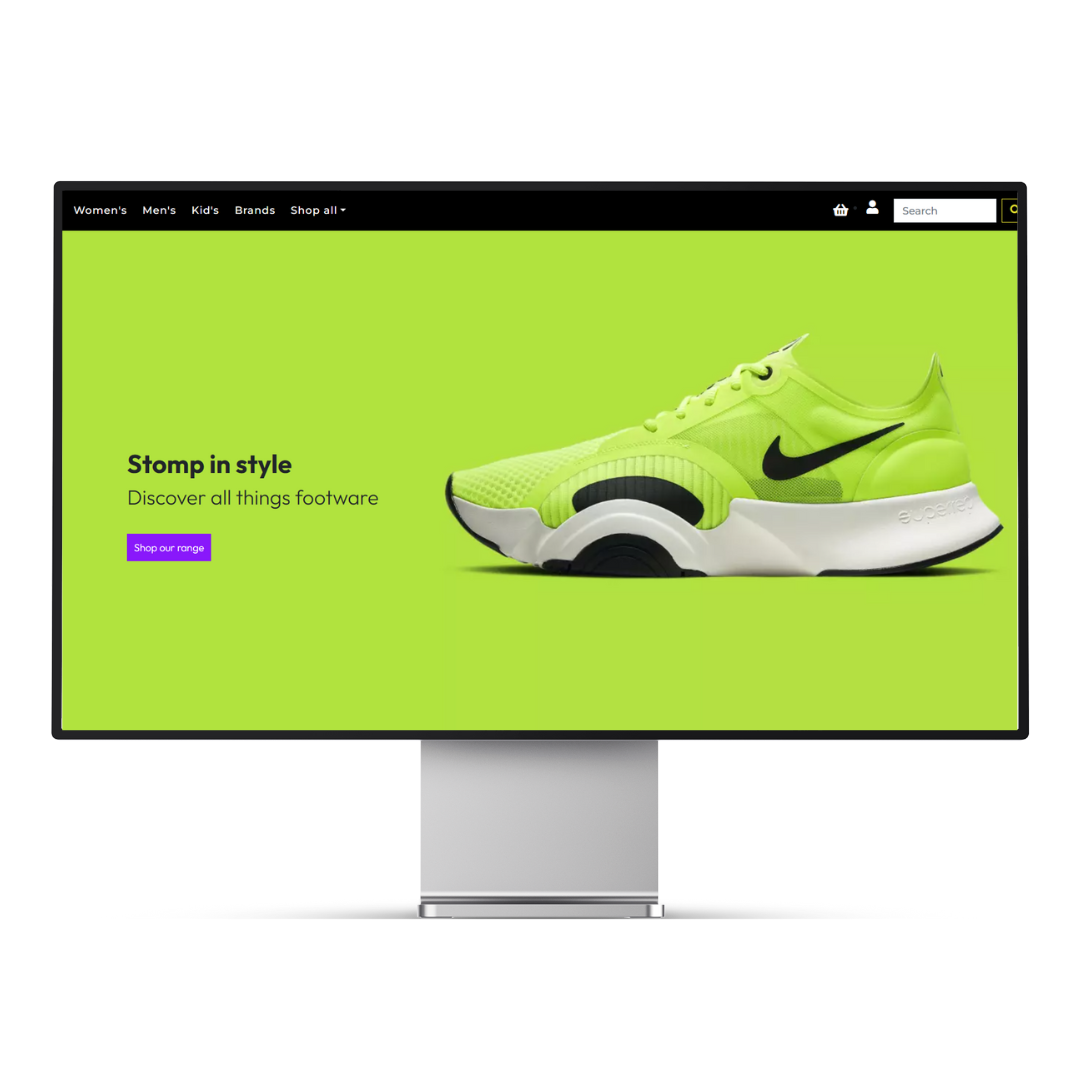 Women's Men's Kid's Brands Shop all Search
Stomp in style
Discover all things footware
Shop our range
superrep